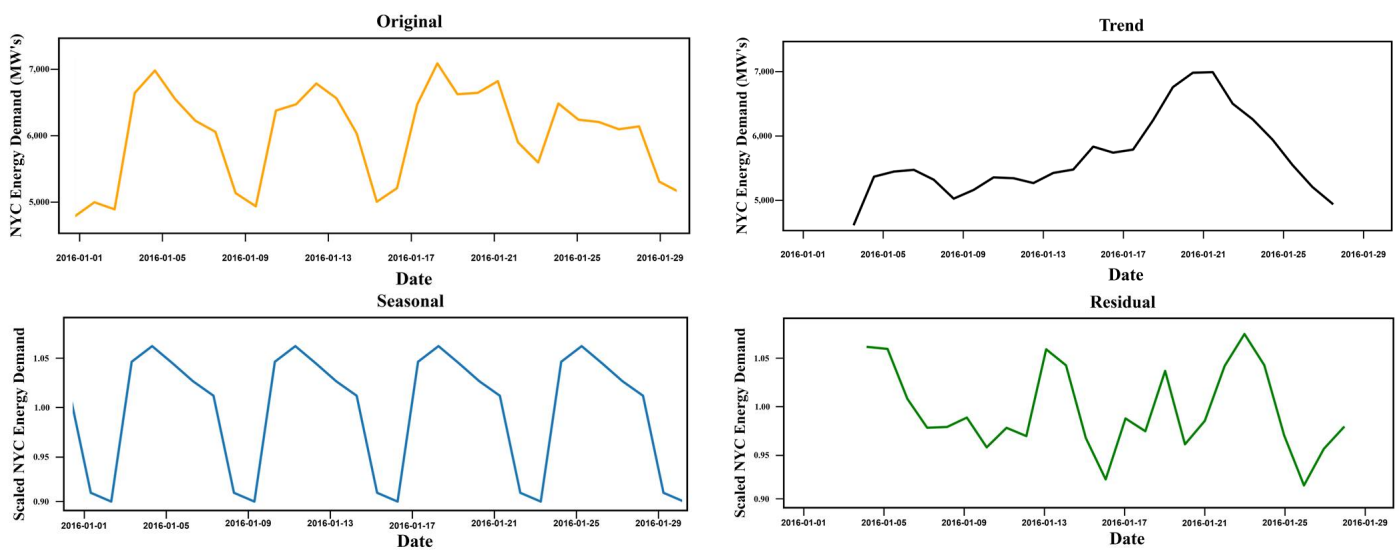 Original
NYC Energy Demand (MW's)
7,000
6,000
5,000
2016-01-01 2016-01-05 2016-01-09 2016-01-13 2016-01-17 2016-01-21 2016-01-25 2016-01-29
Date
Trend
NYC Energy Demand (MW's)
7,000
6,000
5,000
2016-01-01 2016-01-05 2016-01-09 2016-01-13 2016-01-17 2016-01-21 2016-01-25 2016-01-29
Date
Seasonal
Scaled NYC Energy Demand
1.05
1.00
0.95
0.90
2016-01-01 2016-01-05 2016-01-09 2016-01-13 2016-01-17 2016-01-21 2016-01-25 2016-01-29
Date
Residual
Scaled NYC Energy Demand
1.05
1.00
0.95
0.90
2016-01-01 2016-01-05 2016-01-09 2016-01-13 2016-01-17 2016-01-21 2016-01-25 2016-01-29
Date